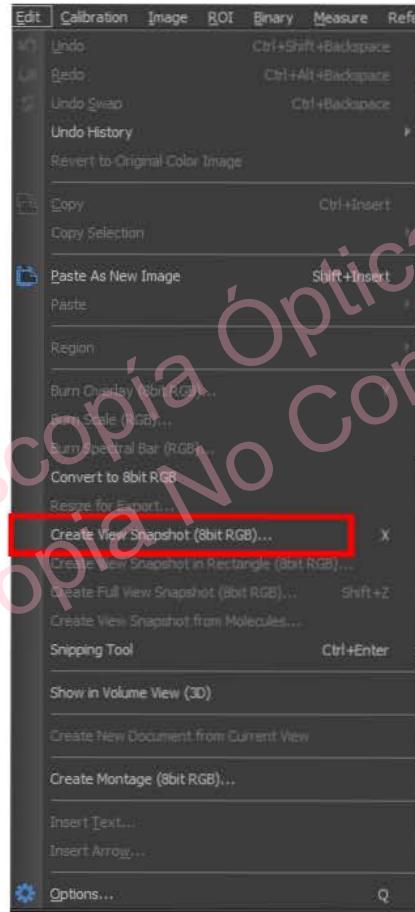 Edit Calibration Image ROI Binary Measure Refe
Undo Ctrl+Shift+Backspace
Redo Ctrl+Alt+Backspace
Undo Swap Ctrl+Backspace
Undo History
Revert to Original Color Image
Copy Ctrl+Insert
Copy Selection
Paste As New Image Shift+Insert
Paste
Region
Burn Overlay (8bit RGB)...
Burn Scale (RGB)...
Burn Spectral Bar (RGB)...
Convert to 8bit RGB
Resize for Export...
Create View Snapshot (8bit RGB)... X
Create View Snapshot in Rectangle (8bit RGB)...
Create Full View Snapshot (8bit RGB)... Shift+Z
Create View Snapshot from Molecules...
Snipping Tool Ctrl+Enter
Show in Volume View (3D)
Create New Document from Current View
Create Montage (8bit RGB)...
Insert Text...
Insert Arrow...
Options... Q
scopía Óptica
opia No Con